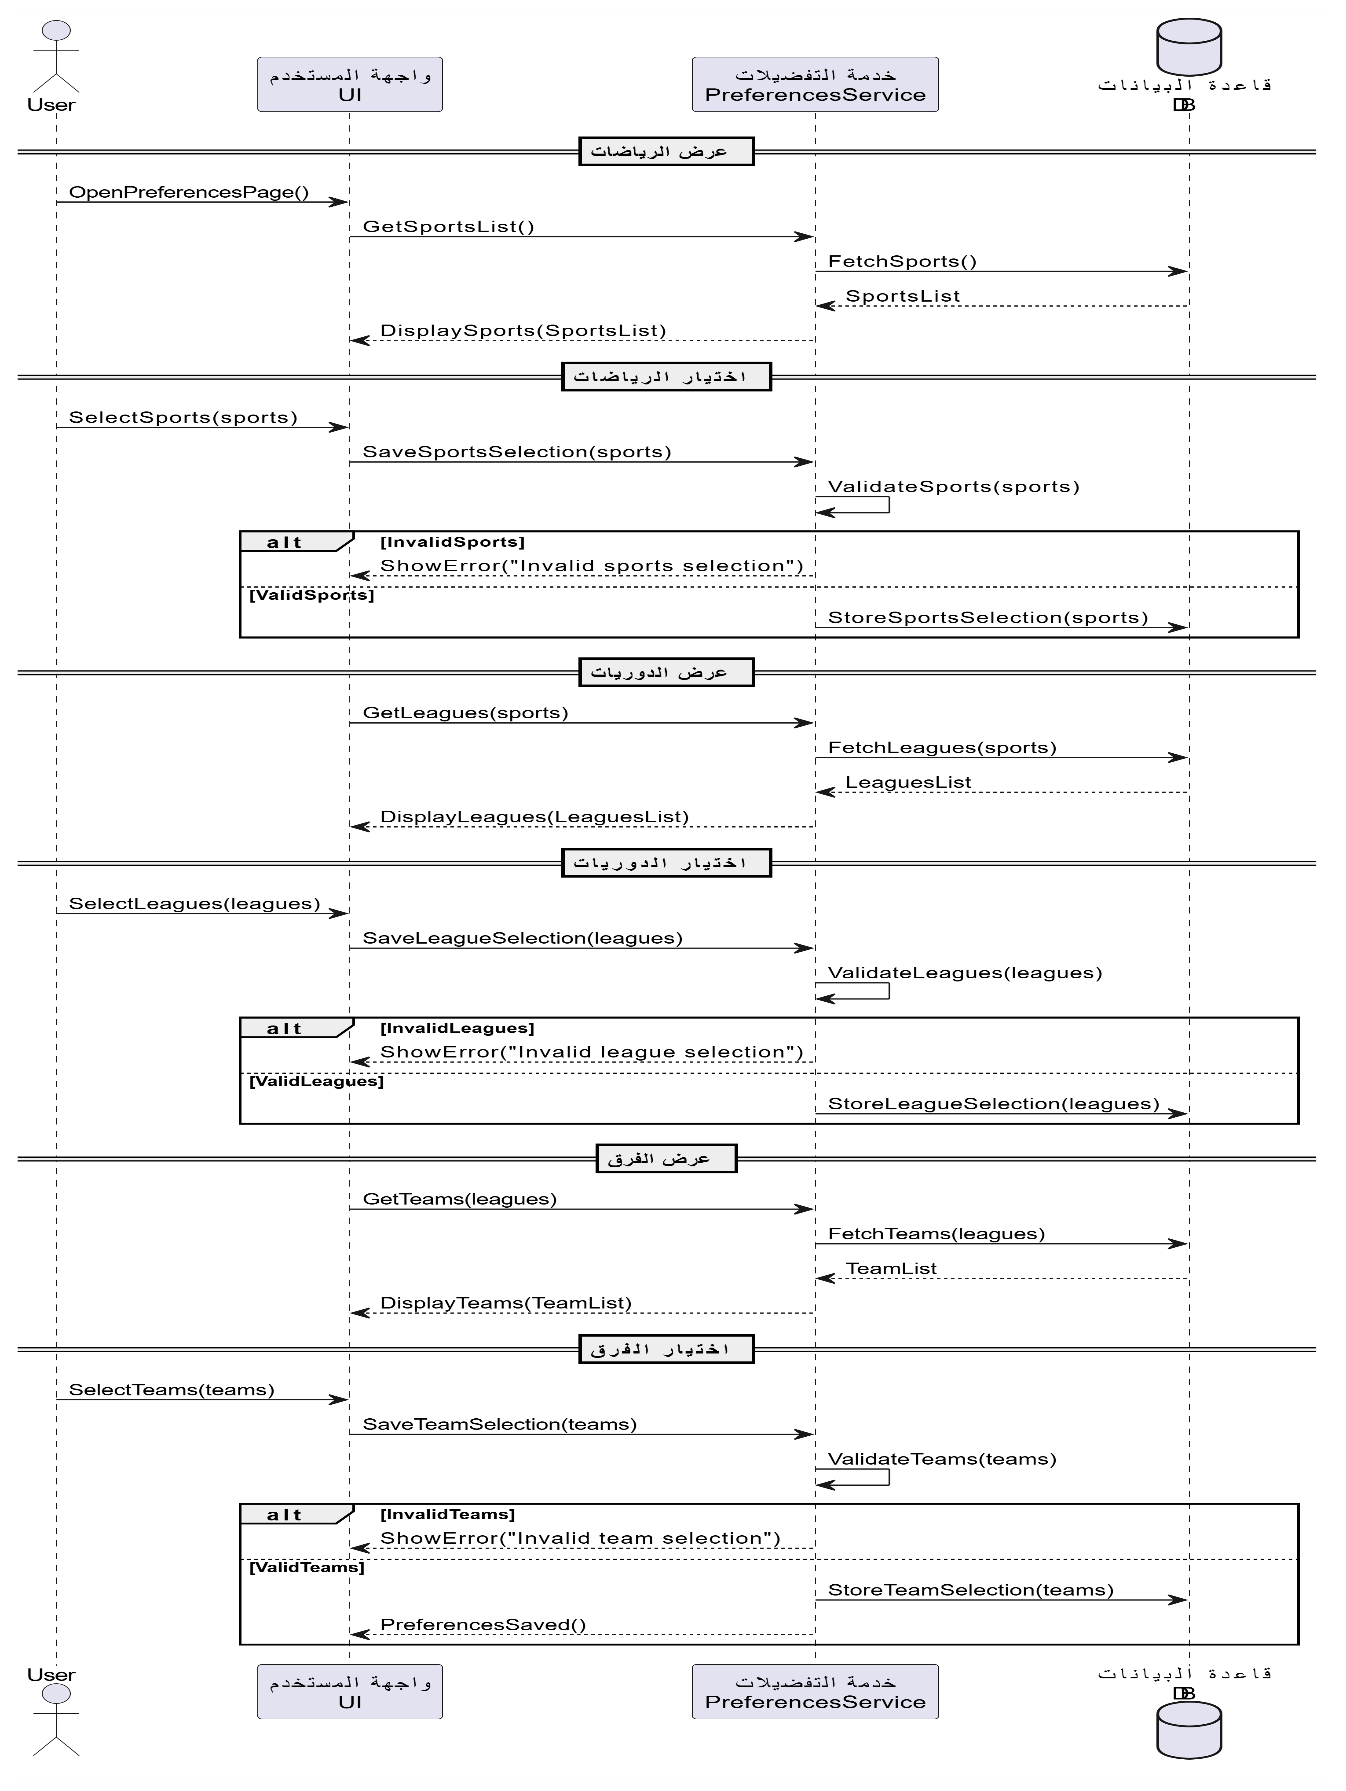 User
واجهة المستخدم
UI
خدمة التفضيلات
PreferencesService
قاعدة البيانات
DB
عرض الرياضات
OpenPreferencesPage()
GetSportsList()
FetchSports()
SportsList
DisplaySports(SportsList)
اختيار الرياضات
SelectSports(sports)
SaveSportsSelection(sports)
ValidateSports(sports)
alt [InvalidSports]
ShowError("Invalid sports selection")
[ValidSports]
StoreSportsSelection(sports)
عرض الدوريات
GetLeagues(sports)
FetchLeagues(sports)
LeaguesList
DisplayLeagues(LeaguesList)
اختيار الدوريات
SelectLeagues(leagues)
SaveLeagueSelection(leagues)
ValidateLeagues(leagues)
alt [InvalidLeagues]
ShowError("Invalid league selection")
[ValidLeagues]
StoreLeagueSelection(leagues)
عرض الفرق
GetTeams(leagues)
FetchTeams(leagues)
TeamList
DisplayTeams(TeamList)
اختيار الفرق
SelectTeams(teams)
SaveTeamSelection(teams)
ValidateTeams(teams)
alt [InvalidTeams]
ShowError("Invalid team selection")
[ValidTeams]
StoreTeamSelection(teams)
PreferencesSaved()
User
واجهة المستخدم
UI
خدمة التفضيلات
PreferencesService
قاعدة البيانات
DB